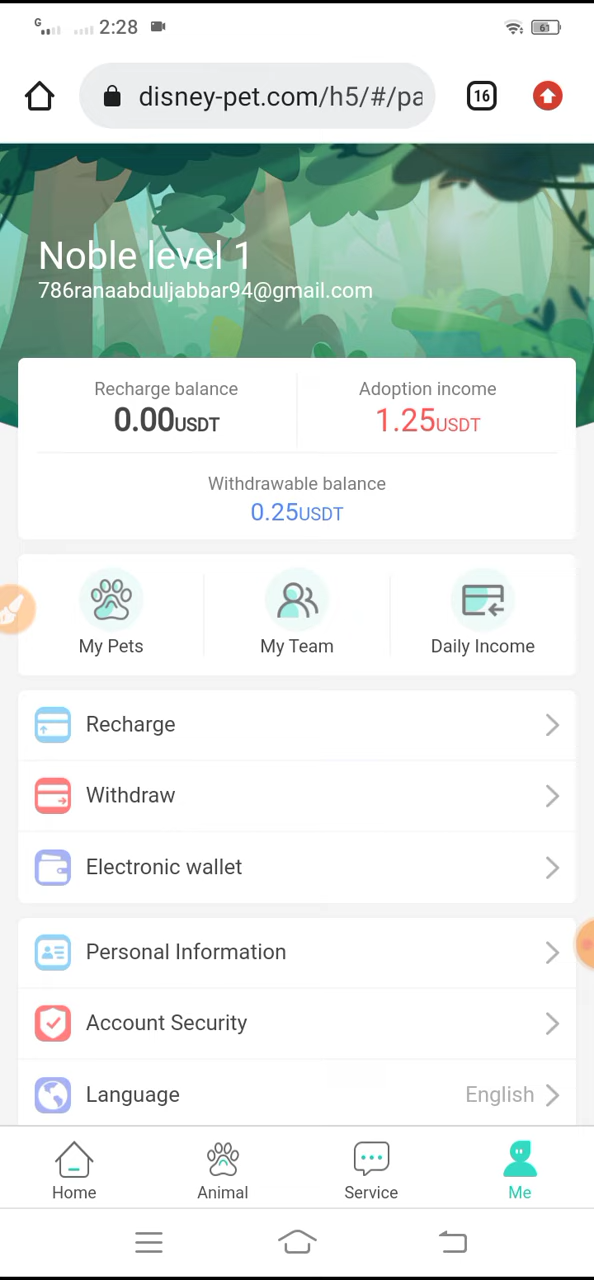 G
2:28
61
disney-pet.com/h5/#/pa
16
Noble level 1
786ranaabduljabbar94@gmail.com
Recharge balance
0.00USDT
Adoption income
1.25USDT
Withdrawable balance
0.25USDT
My Pets
My Team
Daily Income
Recharge
Withdraw
Electronic wallet
Personal Information
Account Security
Language
English
Home
Animal
Service
Me